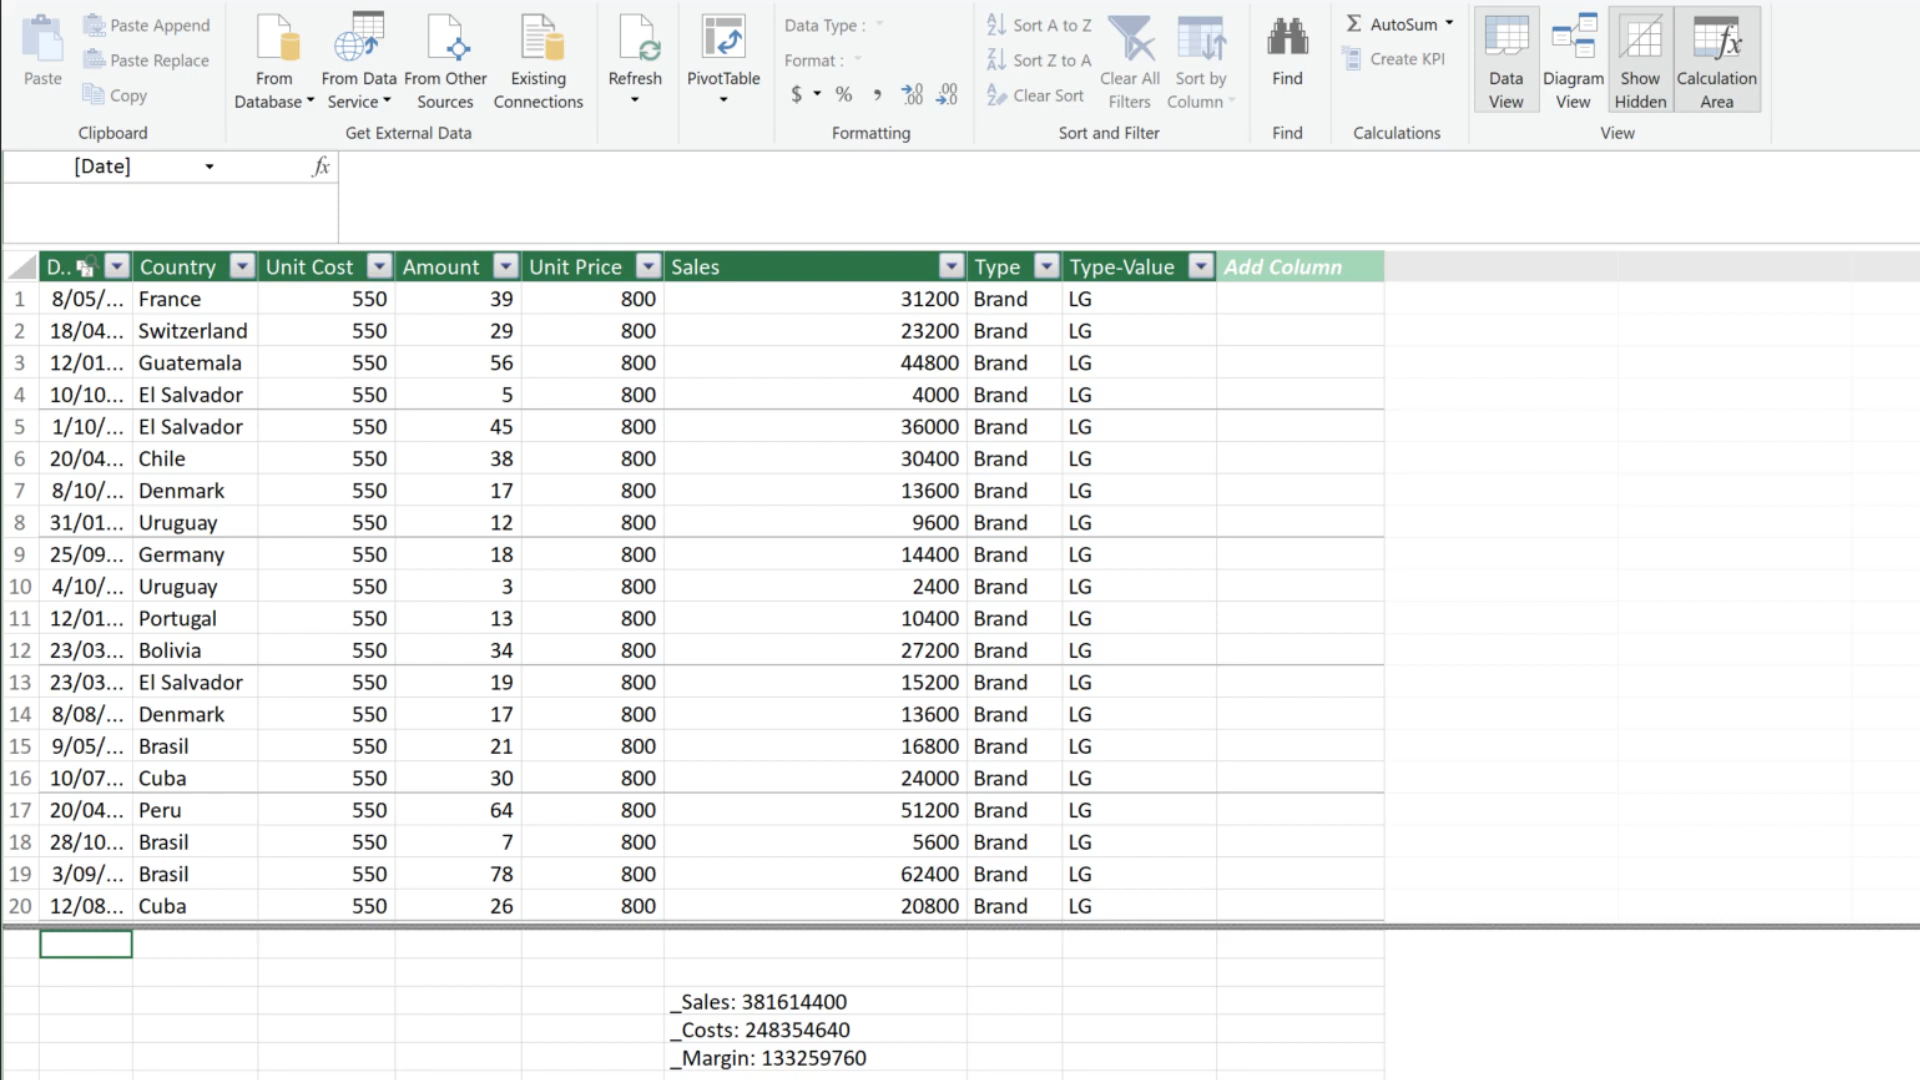 Paste
Paste Append
Paste Replace
Copy
Clipboard
From Database
From Data Service
From Other Sources
Existing Connections
Get External Data
Refresh
PivotTable
Data Type :
Format :
$ % , .00 .00
Formatting
Sort A to Z
Sort Z to A
Clear Sort
Clear All Filters
Sort by Column
Sort and Filter
Find
Find
Σ AutoSum
Create KPI
Calculations
Data View
Diagram View
Show Hidden
Calculation Area
View
[Date] fx
D.. Country Unit Cost Amount Unit Price Sales Type Type-Value Add Column
1 8/05/... France 550 39 800 31200 Brand LG
2 18/04... Switzerland 550 29 800 23200 Brand LG
3 12/01... Guatemala 550 56 800 44800 Brand LG
4 10/10... El Salvador 550 5 800 4000 Brand LG
5 1/10/... El Salvador 550 45 800 36000 Brand LG
6 20/04... Chile 550 38 800 30400 Brand LG
7 8/10/... Denmark 550 17 800 13600 Brand LG
8 31/01... Uruguay 550 12 800 9600 Brand LG
9 25/09... Germany 550 18 800 14400 Brand LG
10 4/10/... Uruguay 550 3 800 2400 Brand LG
11 12/01... Portugal 550 13 800 10400 Brand LG
12 23/03... Bolivia 550 34 800 27200 Brand LG
13 23/03... El Salvador 550 19 800 15200 Brand LG
14 8/08/... Denmark 550 17 800 13600 Brand LG
15 9/05/... Brasil 550 21 800 16800 Brand LG
16 10/07... Cuba 550 30 800 24000 Brand LG
17 20/04... Peru 550 64 800 51200 Brand LG
18 28/10... Brasil 550 7 800 5600 Brand LG
19 3/09/... Brasil 550 78 800 62400 Brand LG
20 12/08... Cuba 550 26 800 20800 Brand LG
_Sales: 381614400
_Costs: 248354640
_Margin: 133259760